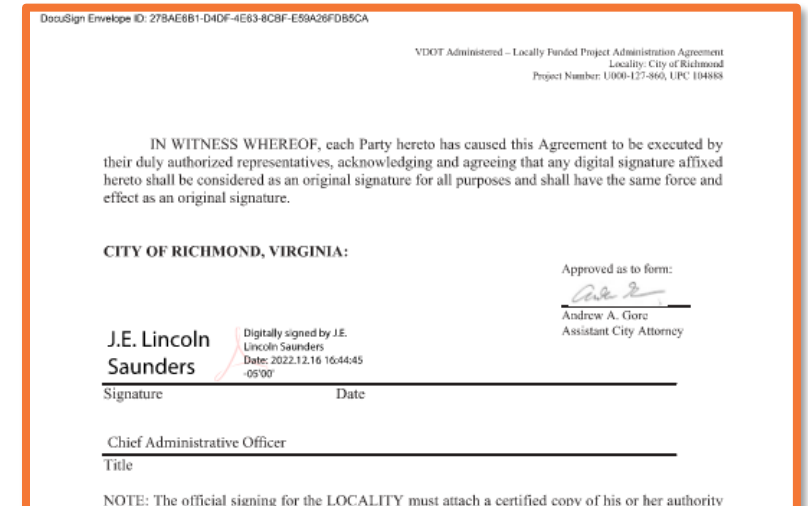 DocuSign Envelope ID: 27BAE6B1-D4DF-4E63-8CBF-E59A26FDB5CA
VDOT Administered – Locally Funded Project Administration Agreement
Locality: City of Richmond
Project Number: U000-127-860, UPC 104888
IN WITNESS WHEREOF, each Party hereto has caused this Agreement to be executed by
their duly authorized representatives, acknowledging and agreeing that any digital signature affixed
hereto shall be considered as an original signature for all purposes and shall have the same force and
effect as an original signature.
CITY OF RICHMOND, VIRGINIA:
Approved as to form:
Andrew A. Gore
Assistant City Attorney
J.E. Lincoln
Saunders
Digitally signed by J.E.
Lincoln Saunders
Date: 2022.12.16 16:44:45
-05'00'
Signature Date
Chief Administrative Officer
Title
NOTE: The official signing for the LOCALITY must attach a certified copy of his or her authority